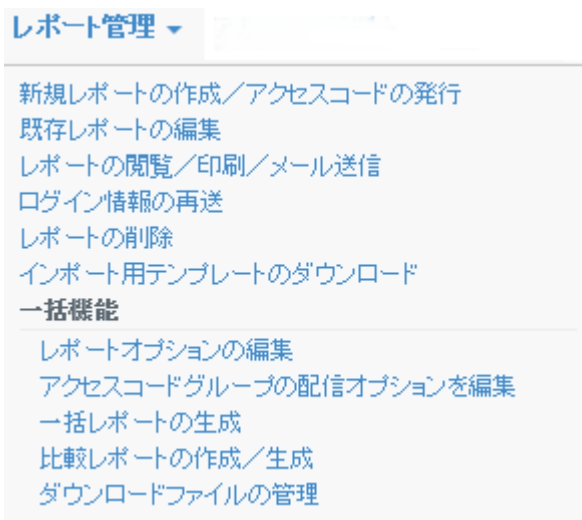 レポート管理
新規レポートの作成／アクセスコードの発行
既存レポートの編集
レポートの閲覧／印刷／メール送信
ログイン情報の再送
レポートの削除
インポート用テンプレートのダウンロード
一括機能
レポートオプションの編集
アクセスコードグループの配信オプションを編集
一括レポートの生成
比較レポートの作成／生成
ダウンロードファイルの管理